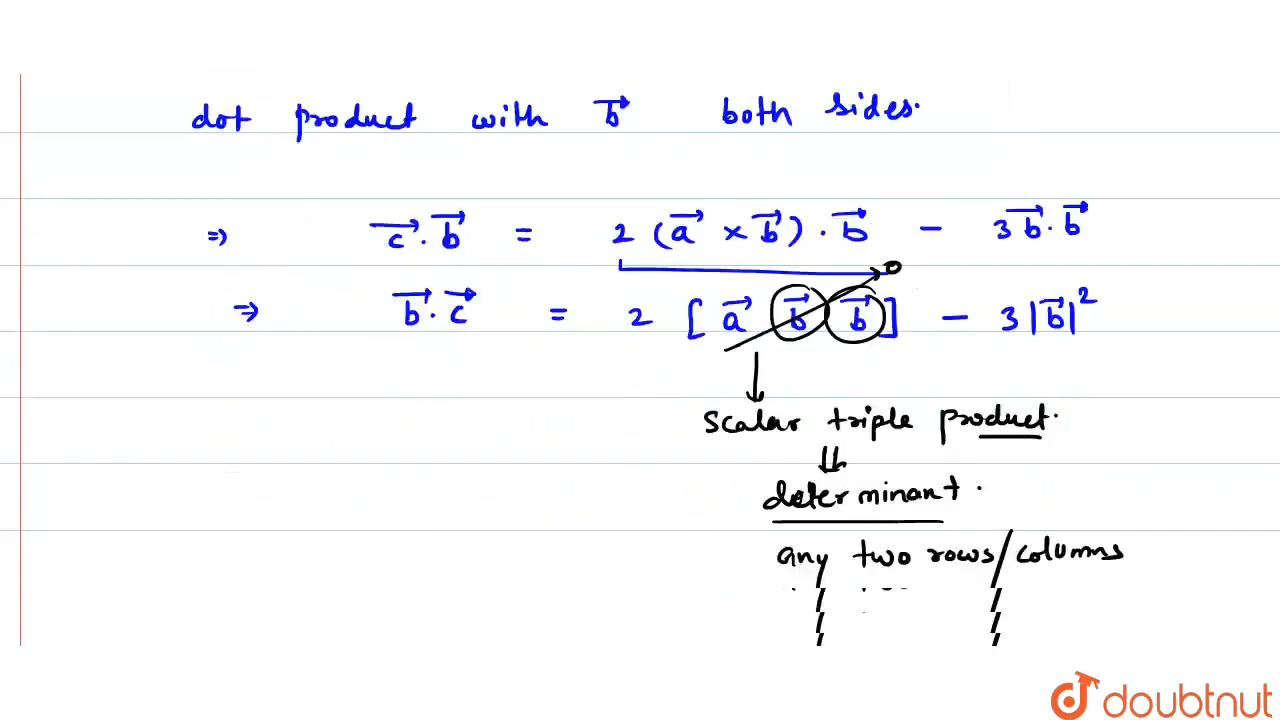 dot product with b⃗ both sides.
⇒ c⃗ · b⃗ = 2 (a⃗ × b⃗) · b⃗ − 3 b⃗ · b⃗
0
⇒ b⃗ · c⃗ = 2 [a⃗ b⃗ b⃗] − 3|b⃗|²
↓
scalar triple product.
⇓
determinant.
any two rows/columns
doubtnut